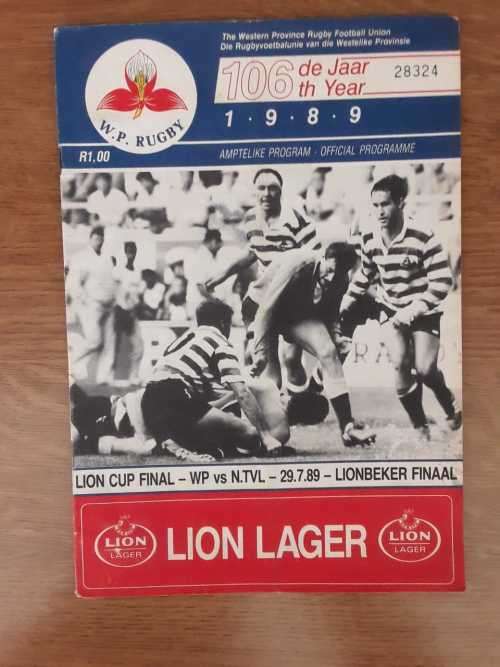 The Western Province Rugby Football Union
Die Rugbyvoetbalunie van die Westelike Provinsie
106 de Jaar
th Year
28324
1·9·8·9
W.P. RUGBY
R1,00
AMPTELIKE PROGRAM · OFFICIAL PROGRAMME
LION CUP FINAL – WP vs N.TVL – 29.7.89 – LIONBEKER FINAAL
LION
LAGER
LION LAGER
LION
LAGER